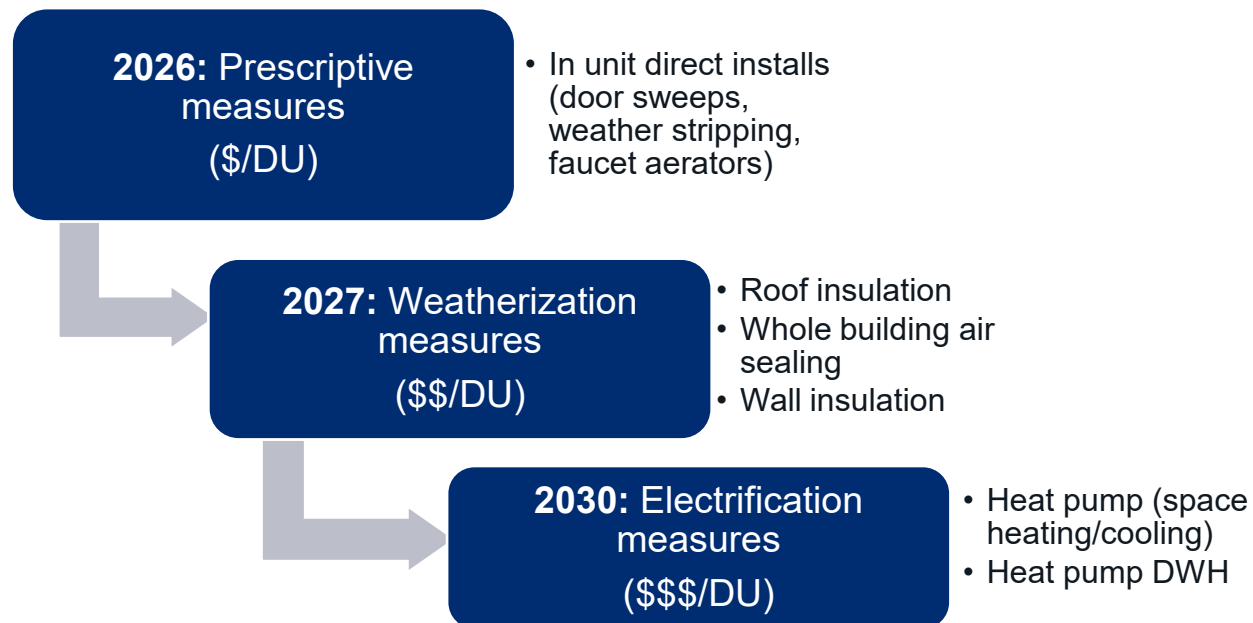 2026: Prescriptive
measures
($/DU)
• In unit direct installs
(door sweeps,
weather stripping,
faucet aerators)
2027: Weatherization
measures
($$/DU)
• Roof insulation
• Whole building air
sealing
• Wall insulation
2030: Electrification
measures
($$$/DU)
• Heat pump (space
heating/cooling)
• Heat pump DWH